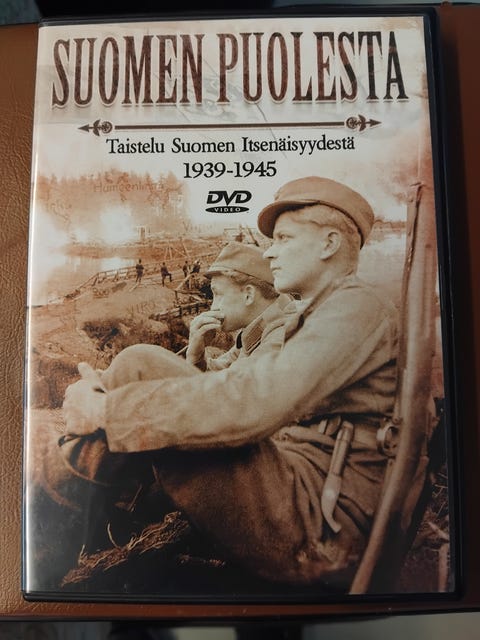 SUOMEN PUOLESTA
Taistelu Suomen Itsenäisyydestä
1939-1945
DVD
VIDEO